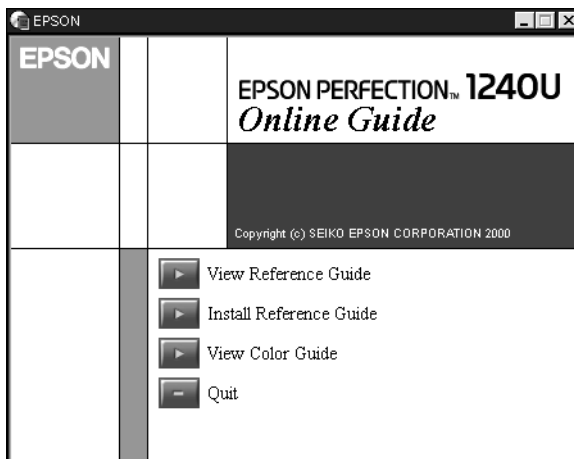 EPSON
EPSON
EPSON PERFECTION™ 1240U
Online Guide
Copyright (c) SEIKO EPSON CORPORATION 2000
View Reference Guide
Install Reference Guide
View Color Guide
Quit